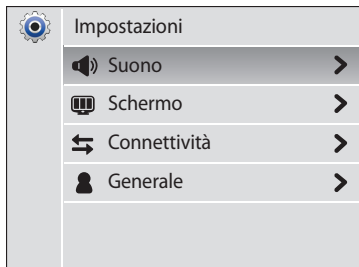 Impostazioni
Suono
Schermo
Connettività
Generale